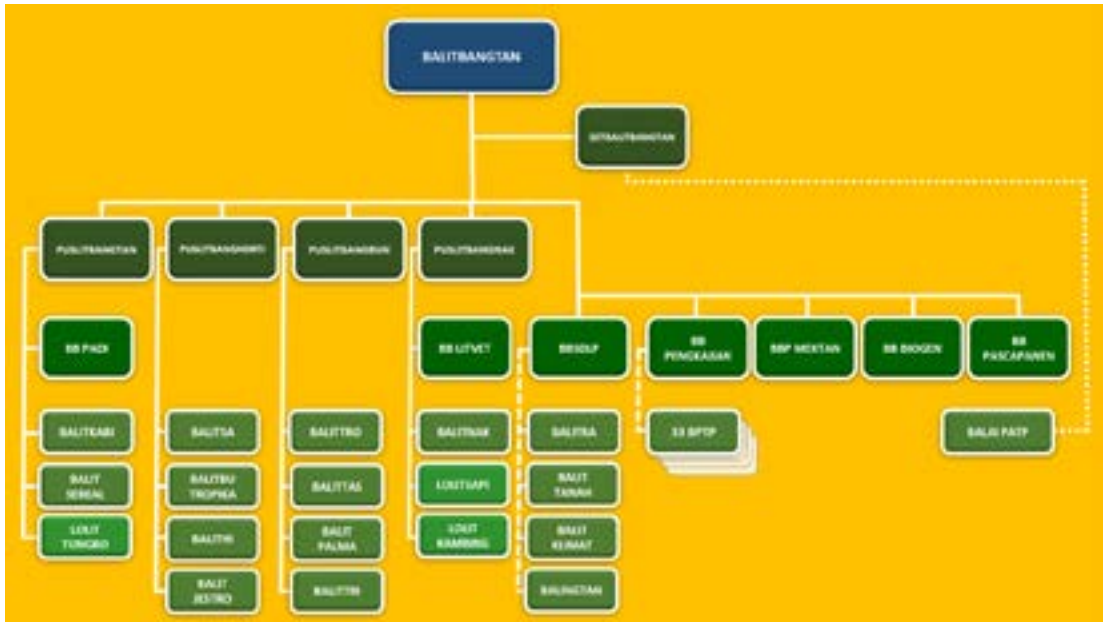 BALITBANGTAN
SETBALITBANGTAN
PUSLITBANGTAN
PUSLITBANGHORTI
PUSLITBANGBUN
PUSLITBANGNAK
BB PADI
BB LITVET
BBSDLP
BB
PENGKAJIAN
BBP MEKTAN
BB BIOGEN
BB
PASCAPANEN
BALITKABI
BALITSA
BALITTRO
BALITNAK
BALITRA
33 BPTP
BALAI PATP
BALIT
SEREAL
BALITBU
TROPIKA
BALITTAS
LOLITSAPI
BALIT
TANAH
LOLIT
TUNGRO
BALITHI
BALIT
PALMA
LOLIT
KAMBING
BALIT
KLIMAT
BALIT
JESTRO
BALITTRI
BALINGTAN